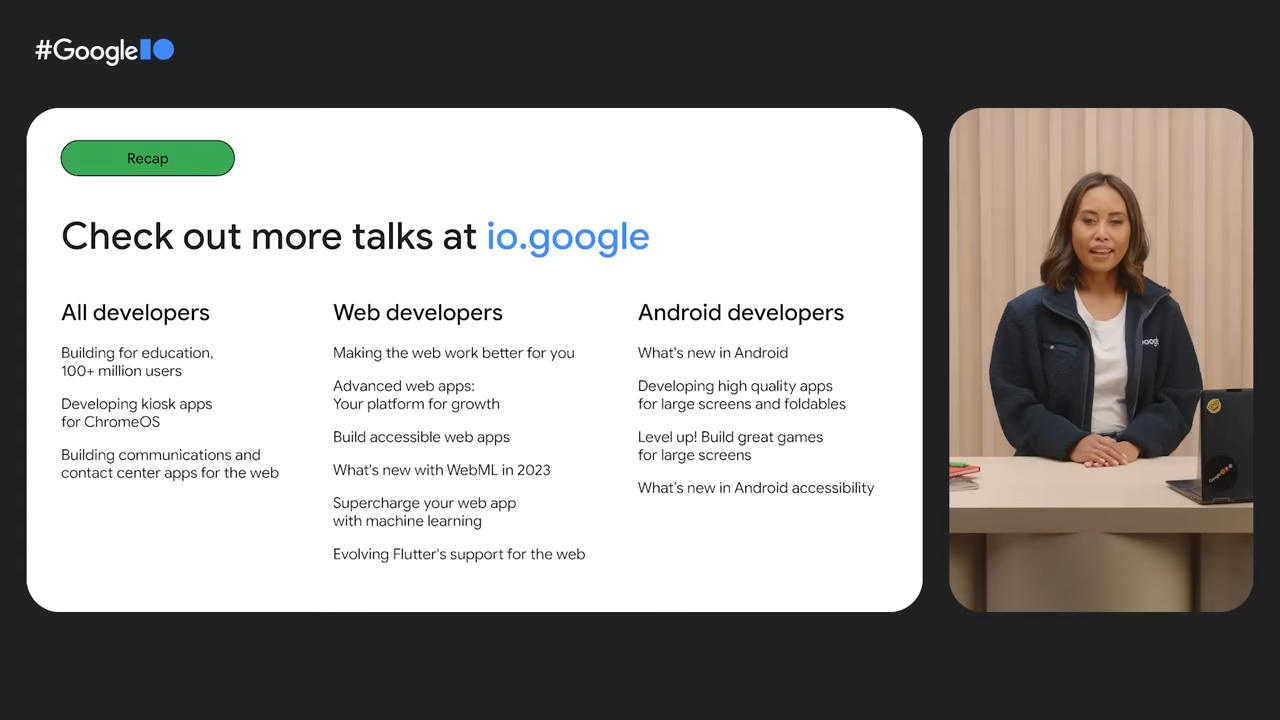 #GoogleIO
Recap
Check out more talks at io.google
All developers
Building for education,
100+ million users
Developing kiosk apps
for ChromeOS
Building communications and
contact center apps for the web
Web developers
Making the web work better for you
Advanced web apps:
Your platform for growth
Build accessible web apps
What's new with WebML in 2023
Supercharge your web app
with machine learning
Evolving Flutter's support for the web
Android developers
What's new in Android
Developing high quality apps
for large screens and foldables
Level up! Build great games
for large screens
What’s new in Android accessibility